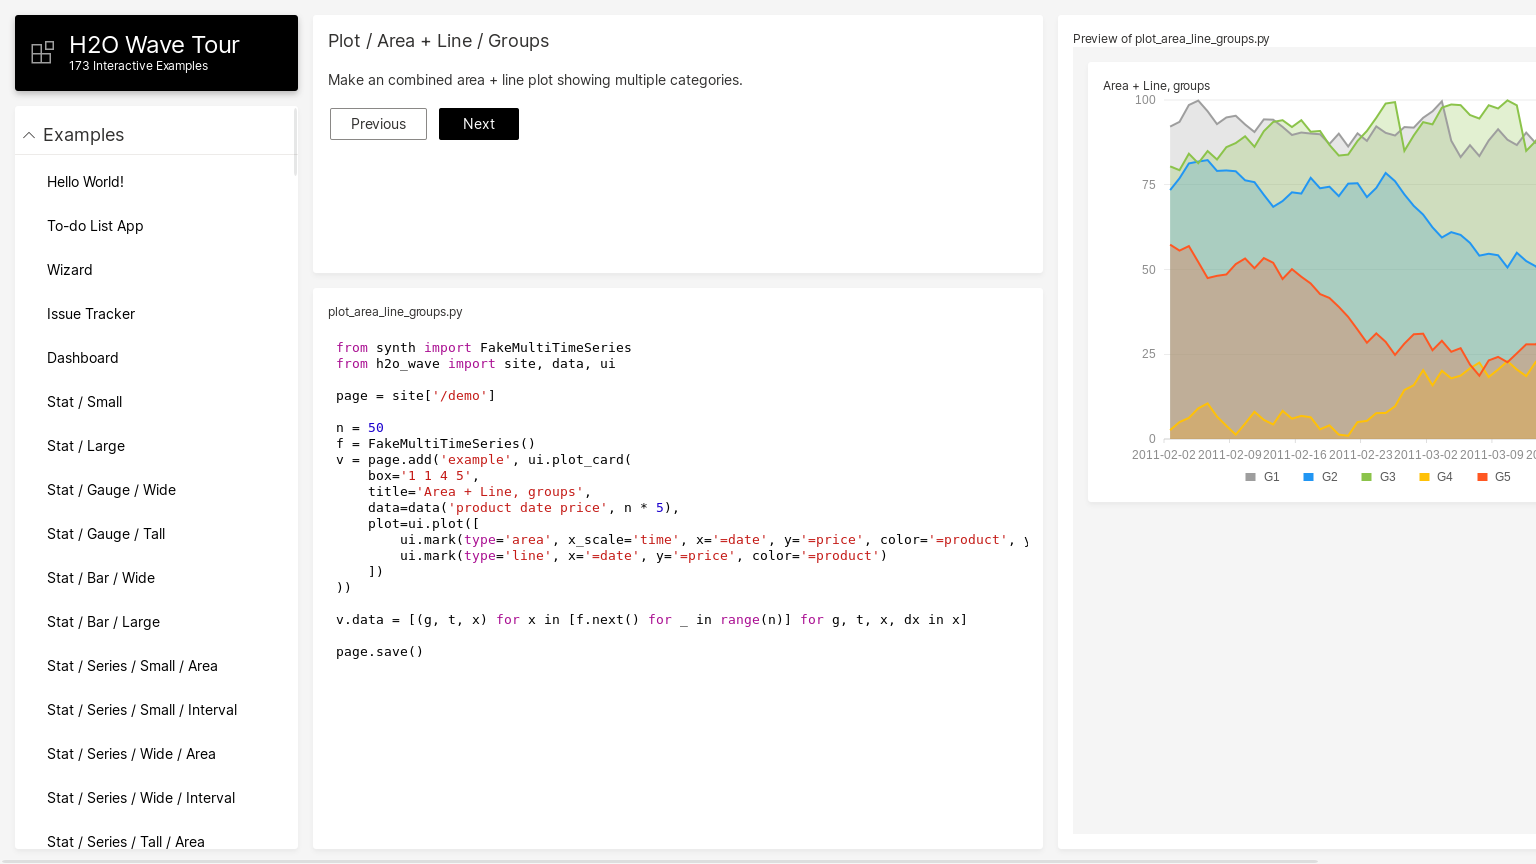 H2O Wave Tour
173 Interactive Examples
Examples
Hello World!
To-do List App
Wizard
Issue Tracker
Dashboard
Stat / Small
Stat / Large
Stat / Gauge / Wide
Stat / Gauge / Tall
Stat / Bar / Wide
Stat / Bar / Large
Stat / Series / Small / Area
Stat / Series / Small / Interval
Stat / Series / Wide / Area
Stat / Series / Wide / Interval
Stat / Series / Tall / Area
Plot / Area + Line / Groups
Make an combined area + line plot showing multiple categories.
Previous
Next
plot_area_line_groups.py
from synth import FakeMultiTimeSeries
from h2o_wave import site, data, ui
page = site['/demo']
n = 50
f = FakeMultiTimeSeries()
v = page.add('example', ui.plot_card(
box='1 1 4 5',
title='Area + Line, groups',
data=data('product date price', n * 5),
plot=ui.plot([
ui.mark(type='area', x_scale='time', x='=date', y='=price', color='=product', y
ui.mark(type='line', x='=date', y='=price', color='=product')
])
))
v.data = [(g, t, x) for x in [f.next() for _ in range(n)] for g, t, x, dx in x]
page.save()
Preview of plot_area_line_groups.py
Area + Line, groups
100
75
50
25
0
2011-02-02 2011-02-09 2011-02-16 2011-02-23 2011-03-02 2011-03-09 20
G1 G2 G3 G4 G5